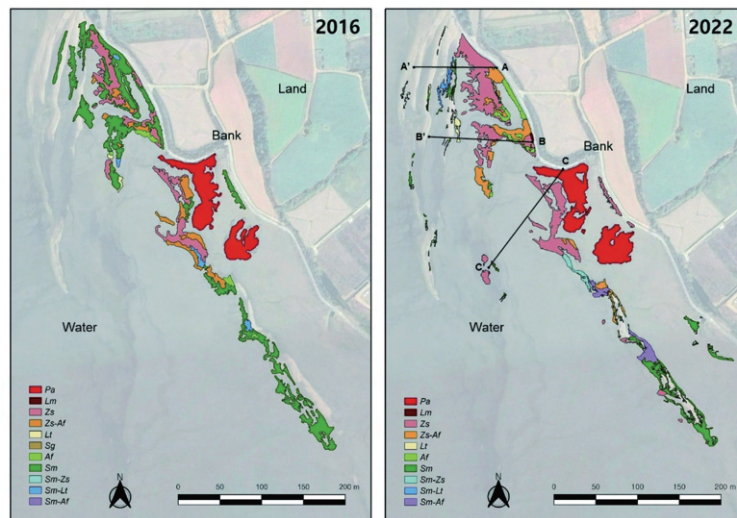 2016
Land
Bank
Water
Pa
Lm
Zs
Zs-Af
Lt
Sg
Af
Sm
Sm-Zs
Sm-Lt
Sm-Af
N
0 50 100 150 200 m
2022
A' A
Land
B' B
Bank
C
C'
Water
Pa
Lm
Zs
Zs-Af
Lt
Af
Sm
Sm-Zs
Sm-Lt
Sm-Af
N
0 50 100 150 200 m